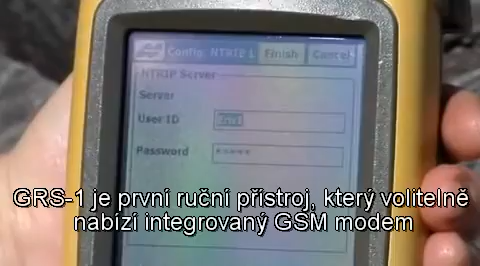 Config: NTRIP L Finish Cancel
NTRIP Server
Server
User ID
Password *****
GRS-1 je první ruční přístroj, který volitelně
nabízí integrovaný GSM modem